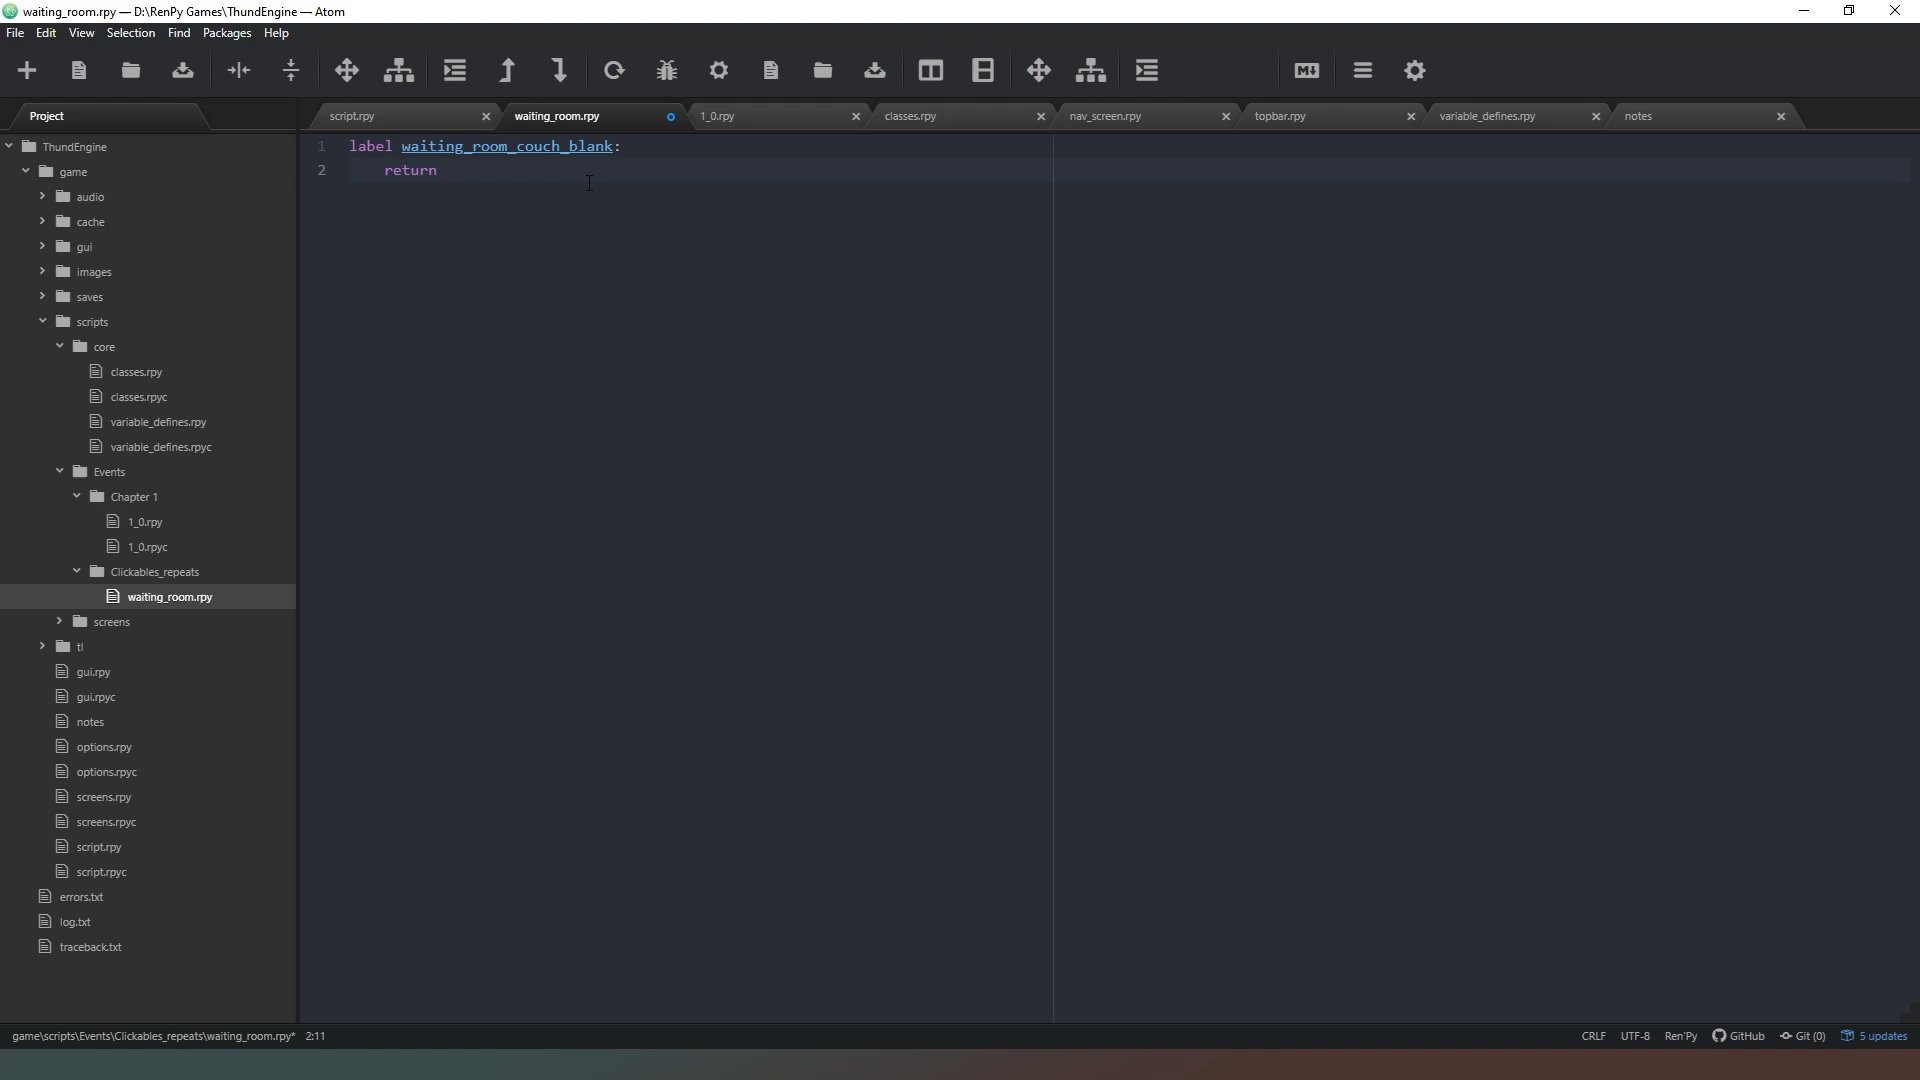 waiting_room.rpy — D:\RenPy Games\ThundEngine — Atom
File Edit View Selection Find Packages Help
Project
script.rpy
waiting_room.rpy
1_0.rpy
classes.rpy
nav_screen.rpy
topbar.rpy
variable_defines.rpy
notes
ThundEngine
game
audio
cache
gui
images
saves
scripts
core
classes.rpy
classes.rpyc
variable_defines.rpy
variable_defines.rpyc
Events
Chapter 1
1_0.rpy
1_0.rpyc
Clickables_repeats
waiting_room.rpy
screens
tl
gui.rpy
gui.rpyc
notes
options.rpy
options.rpyc
screens.rpy
screens.rpyc
script.rpy
script.rpyc
errors.txt
log.txt
traceback.txt
1 label waiting_room_couch_blank:
2 return
game\scripts\Events\Clickables_repeats\waiting_room.rpy* 2:11
CRLF UTF-8 Ren'Py GitHub Git (0) 5 updates